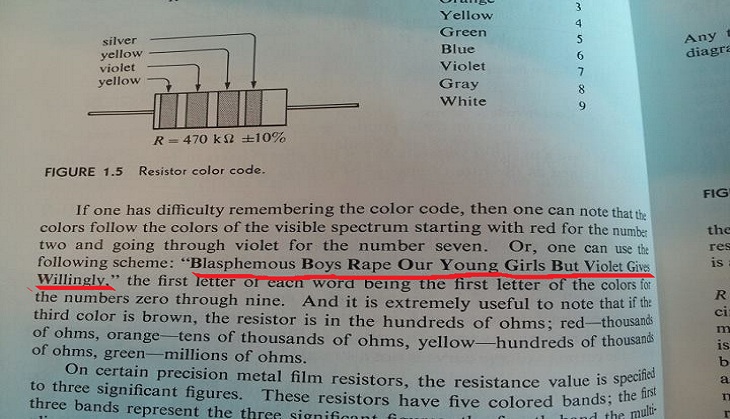 silver
yellow
violet
yellow
R = 470 kΩ ±10%
FIGURE 1.5 Resistor color code.
3
Yellow 4
Green 5
Blue 6
Violet 7
Gray 8
White 9
If one has difficulty remembering the color code, then one can note that the
colors follow the colors of the visible spectrum starting with red for the number
two and going through violet for the number seven. Or, one can use the
following scheme: “Blasphemous Boys Rape Our Young Girls But Violet Gives
Willingly,” the first letter of each word being the first letter of the colors for
the numbers zero through nine. And it is extremely useful to note that if the
third color is brown, the resistor is in the hundreds of ohms; red—thousands
of ohms, orange—tens of thousands of ohms, yellow—hundreds of thousands
of ohms, green—millions of ohms.
On certain precision metal film resistors, the resistance value is specified
to three significant figures. These resistors have five colored bands; the first
three bands represent the three significant the multi-
Any
FIG
the
is
R
is